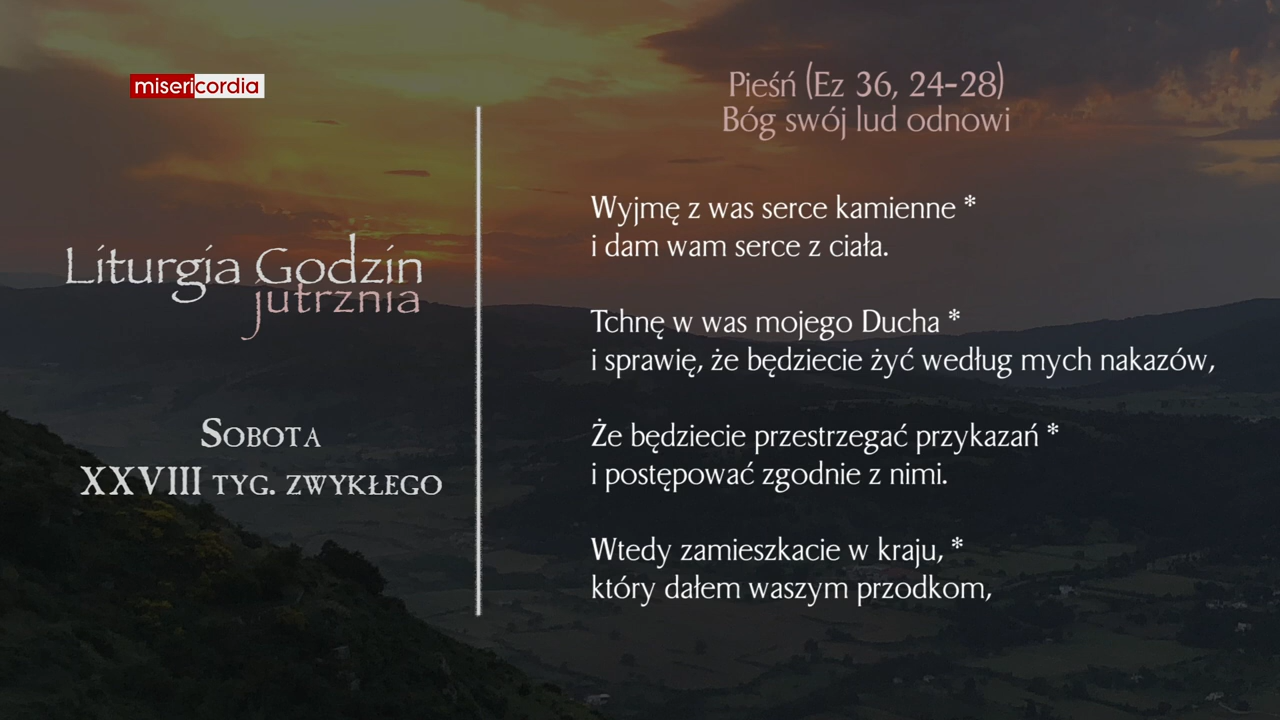 misericordia
Liturgia Godzin
jutrznia
Sobota
XXVIII tyg. zwykłego
Pieśń (Ez 36, 24-28)
Bóg swój lud odnowi
Wyjmę z was serce kamienne *
i dam wam serce z ciała.
Tchnę w was mojego Ducha *
i sprawię, że będziecie żyć według mych nakazów,
Że będziecie przestrzegać przykazań *
i postępować zgodnie z nimi.
Wtedy zamieszkacie w kraju, *
który dałem waszym przodkom,